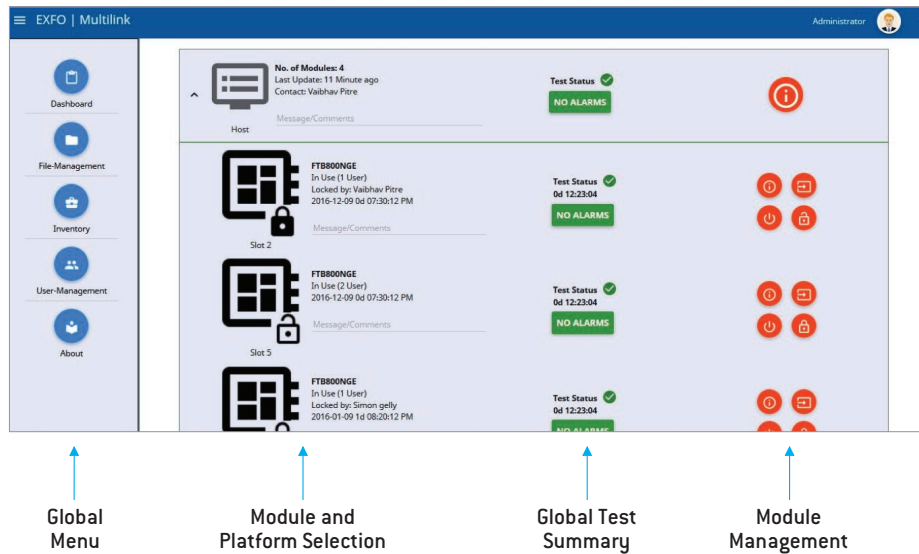 EXFO | Multilink
Administrator
Dashboard
File-Management
Inventory
User-Management
About
No. of Modules: 4
Last Update: 11 Minute ago
Contact: Vaibhav Pitre
Message/Comments
Host
Test Status
NO ALARMS
FTB800NGE
In Use (1 User)
Locked by: Vaibhav Pitre
2016-12-09 0d 07:30:12 PM
Message/Comments
Slot 2
Test Status
0d 12:23:04
NO ALARMS
FTB800NGE
In Use (2 User)
2016-12-09 0d 07:30:12 PM
Message/Comments
Slot 5
Test Status
0d 12:23:04
NO ALARMS
FTB800NGE
In Use (1 User)
Locked by: Simon gelly
2016-01-09 1d 08:20:12 PM
Test Status
0d 12:23:04
NO ALARMS
Global
Menu
Module and
Platform Selection
Global Test
Summary
Module
Management